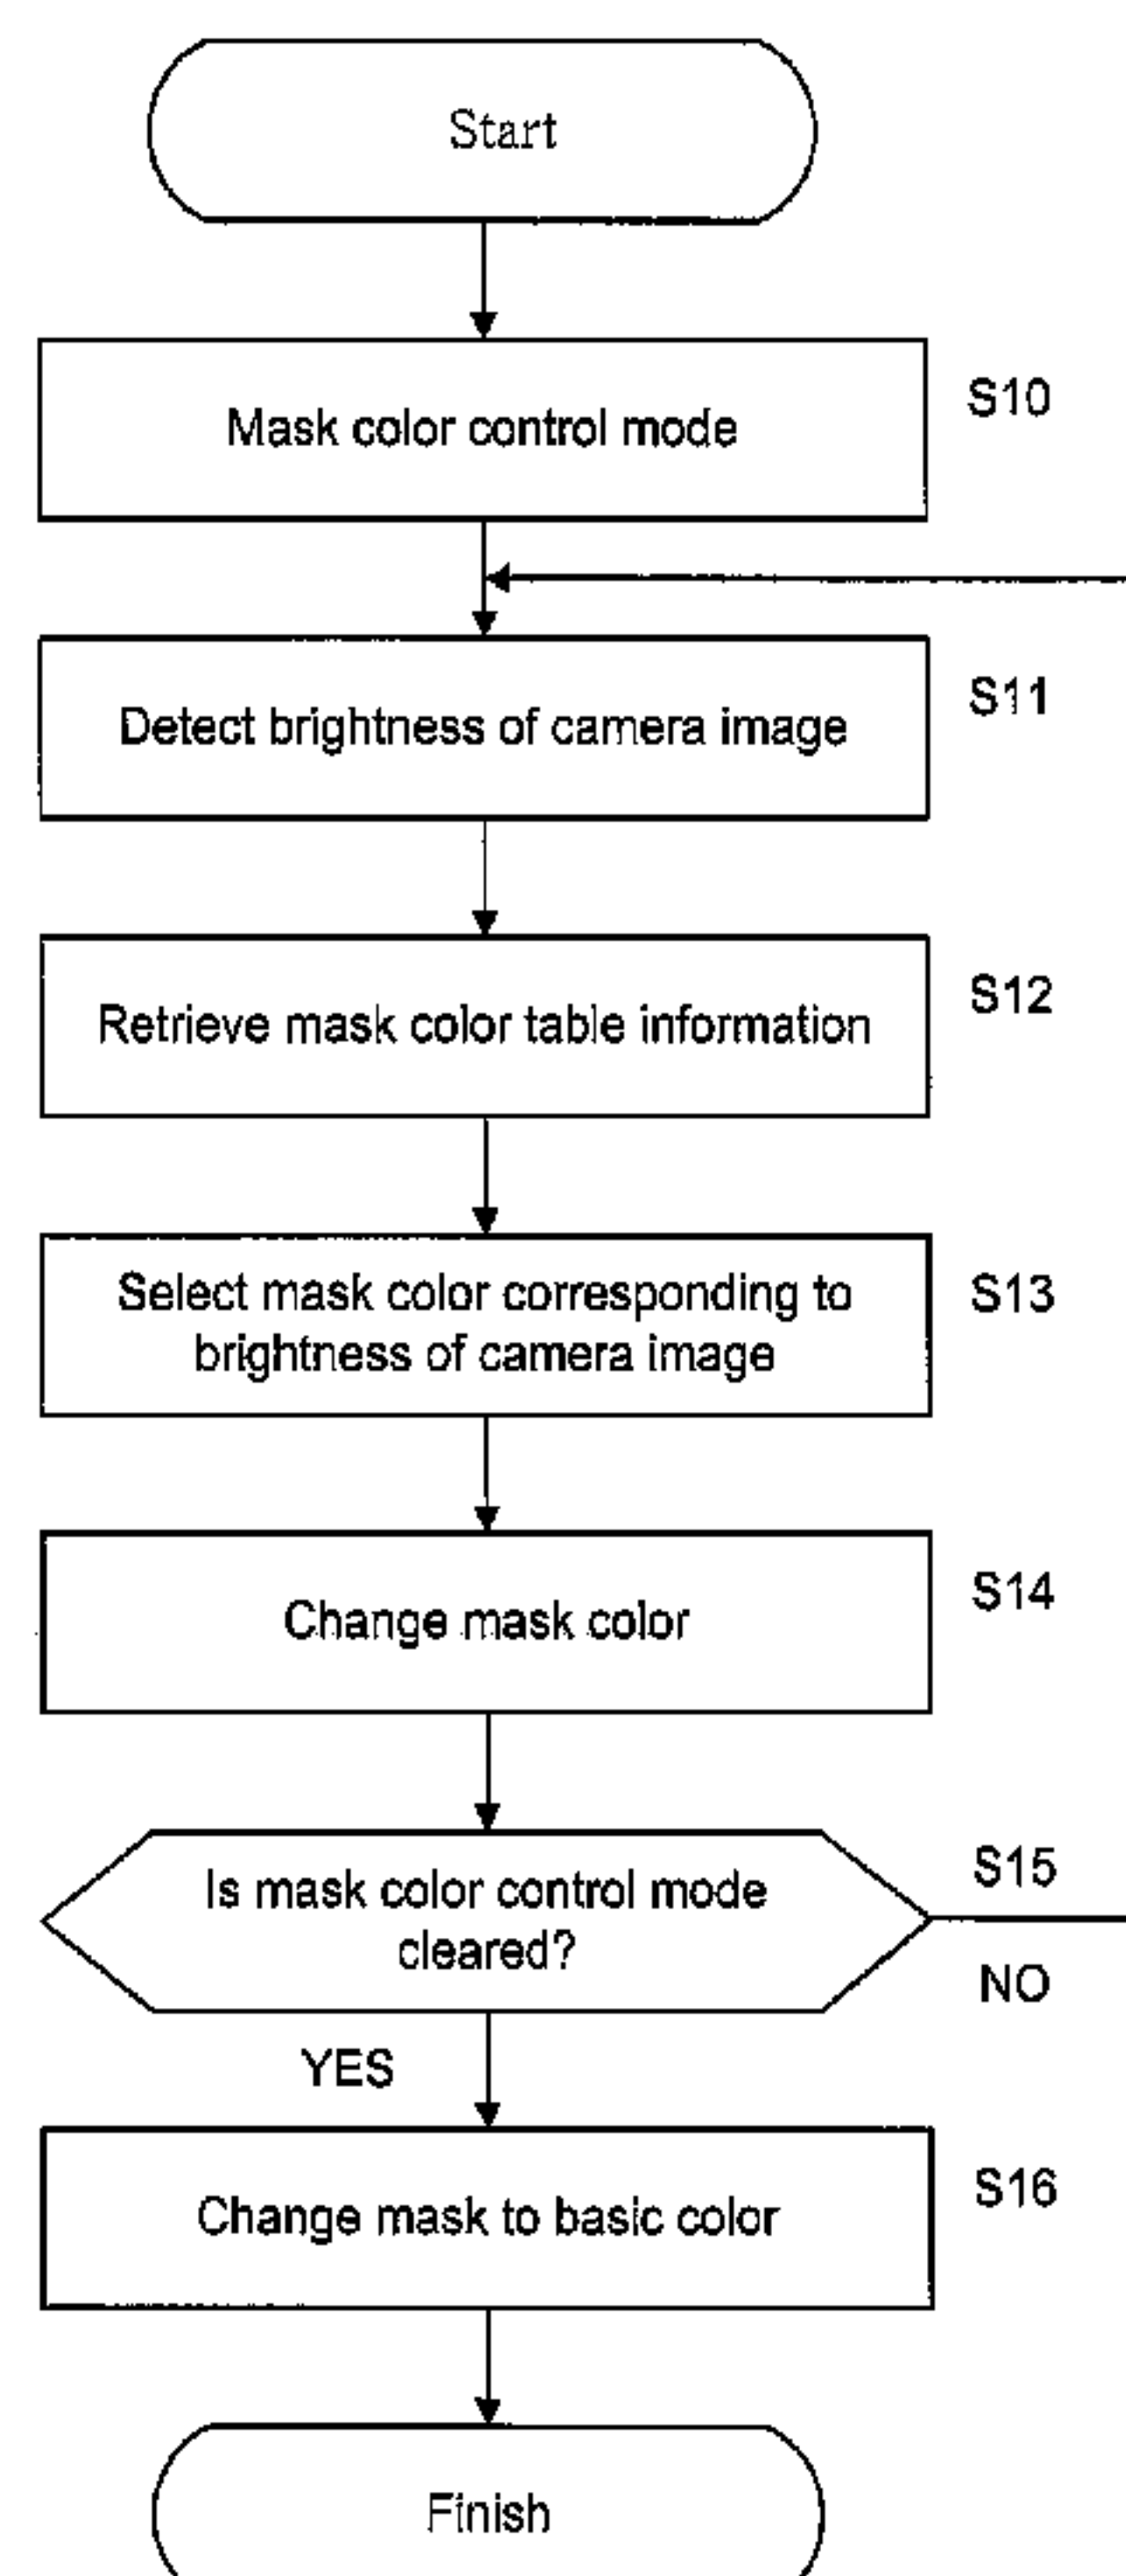 Start
Mask color control mode
S10
Detect brightness of camera image
S11
Retrieve mask color table information
S12
Select mask color corresponding to
brightness of camera image
S13
Change mask color
S14
Is mask color control mode
cleared?
S15
NO
YES
Change mask to basic color
S16
Finish